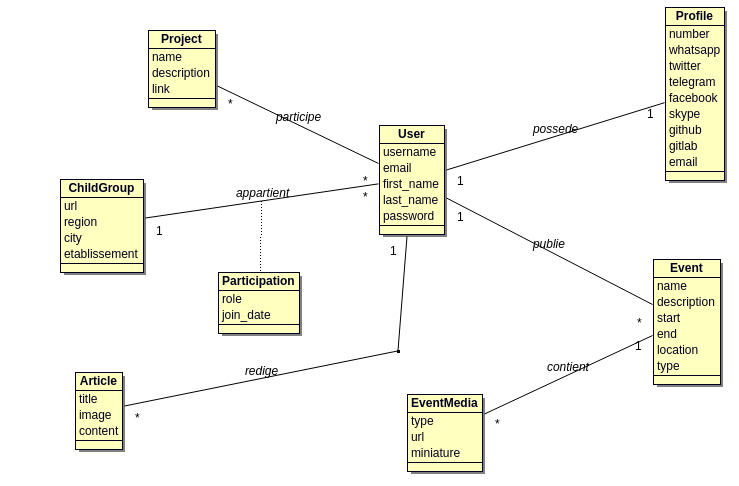 Project
name
description
link
*
participe
Profile
number
whatsapp
twitter
telegram
facebook
skype
github
gitlab
email
1
possede
User
username
email
first_name
last_name
password
*
*
1
1
1
ChildGroup
url
region
city
etablissement
1
appartient
Participation
role
join_date
publie
Event
name
description
start
end
location
type
*
1
contient
redige
Article
title
image
content
*
EventMedia
type
url
miniature
*